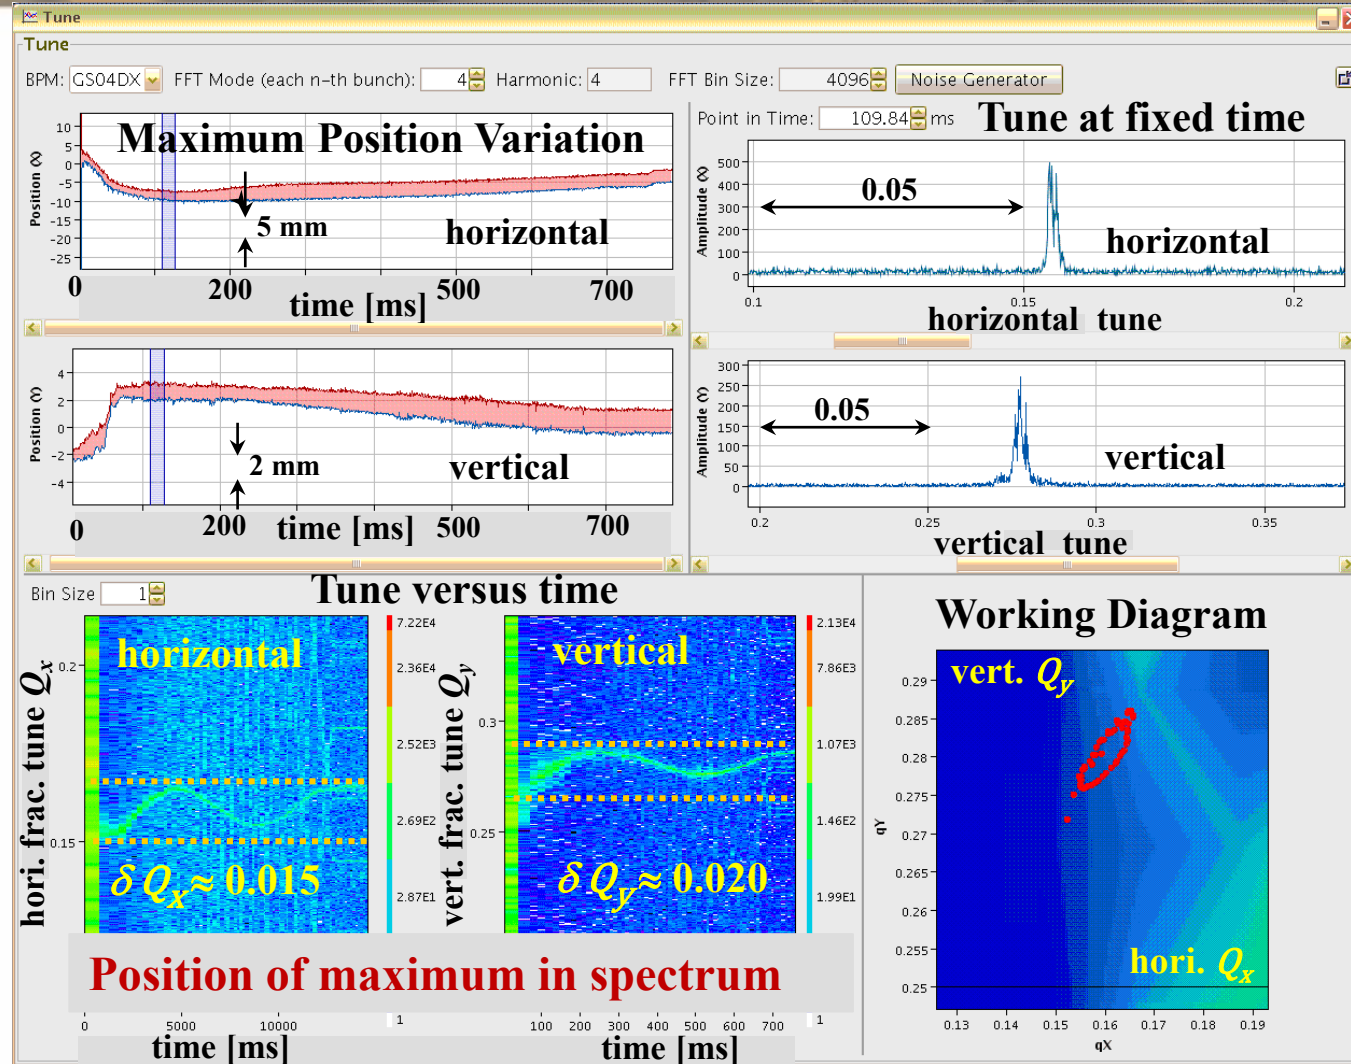 Tune
Tune
BPM: GS04DX FFT Mode (each n-th bunch): 4 Harmonic: 4 FFT Bin Size: 4096 Noise Generator
Maximum Position Variation
Position (X)
10
5
0
-5
-10
-15
-20
-25
5 mm
horizontal
0 200 500 700
time [ms]
Point in Time: 109.84 ms
Tune at fixed time
Amplitude (X)
500
400
300
200
100
0
0.05
horizontal
0.1 0.15 0.2
horizontal tune
Position (Y)
4
2
0
-2
-4
2 mm
vertical
0 200 500 700
time [ms]
Amplitude (Y)
300
250
200
150
100
50
0
0.05
vertical
0.2 0.25 0.3 0.35
vertical tune
Bin Size 1
Tune versus time
hori. frac. tune Qx
0.2
0.15
horizontal
δ Qx ≈ 0.015
7.22E4
2.36E4
2.52E3
2.69E2
2.87E1
1
0 5000 10000
time [ms]
vert. frac. tune Qy
0.3
0.25
vertical
δ Qy ≈ 0.020
2.13E4
7.86E3
1.07E3
1.46E2
1.99E1
1
100 200 300 400 500 600 700
time [ms]
Position of maximum in spectrum
Working Diagram
vert. Qy
hori. Qx
qY
0.29
0.285
0.28
0.275
0.27
0.265
0.26
0.255
0.25
0.13 0.14 0.15 0.16 0.17 0.18 0.19
qX